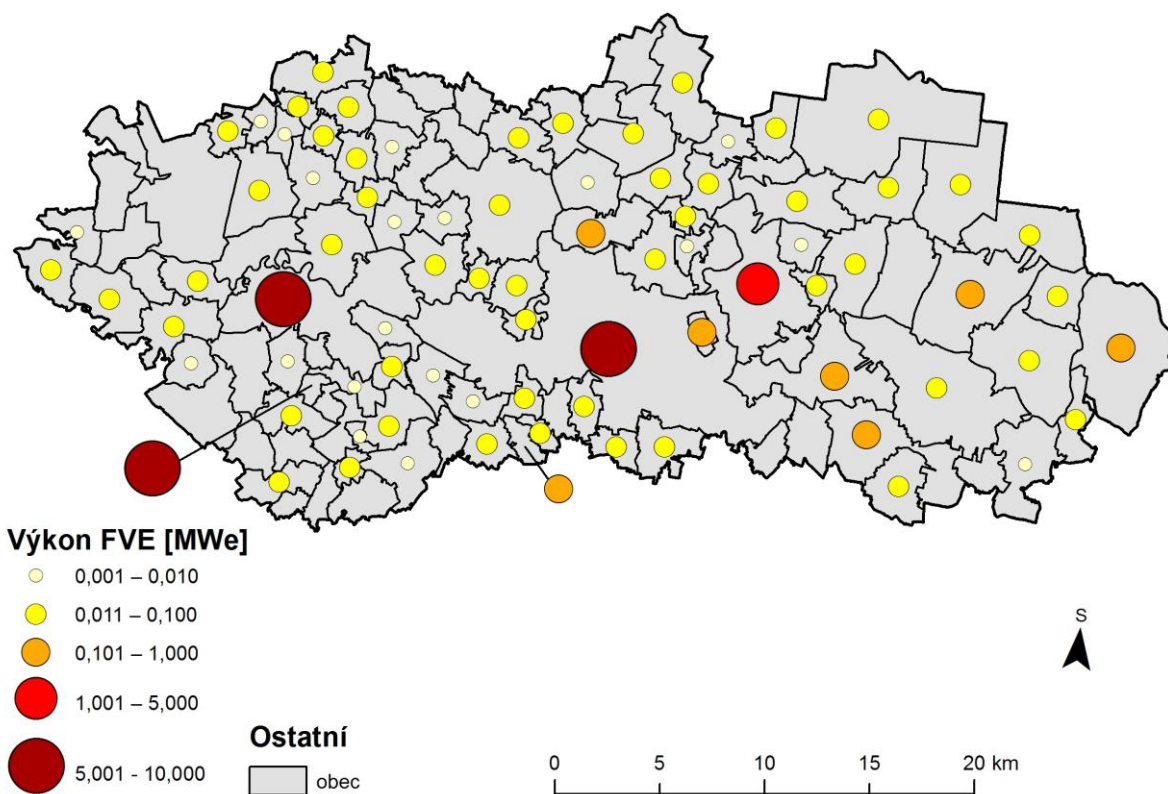 Výkon FVE [MWe]
0,001 – 0,010
0,011 – 0,100
0,101 – 1,000
1,001 – 5,000
5,001 - 10,000
Ostatní
obec
S
0 5 10 20 km